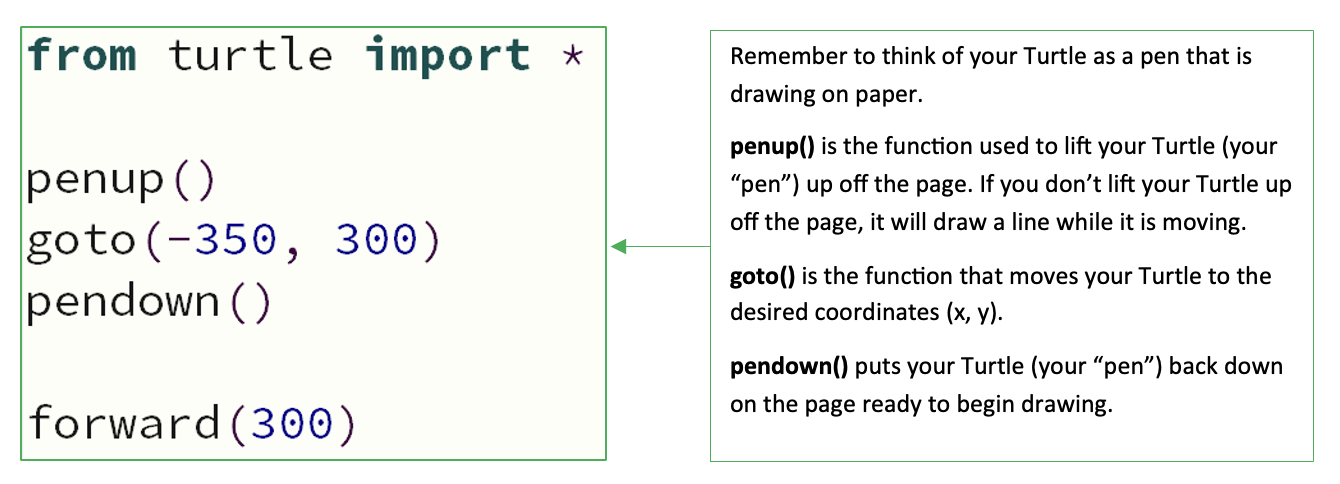 from turtle import *
penup()
goto(-350, 300)
pendown()
forward(300)
Remember to think of your Turtle as a pen that is
drawing on paper.
penup() is the function used to lift your Turtle (your
“pen”) up off the page. If you don’t lift your Turtle up
off the page, it will draw a line while it is moving.
goto() is the function that moves your Turtle to the
desired coordinates (x, y).
pendown() puts your Turtle (your “pen”) back down
on the page ready to begin drawing.